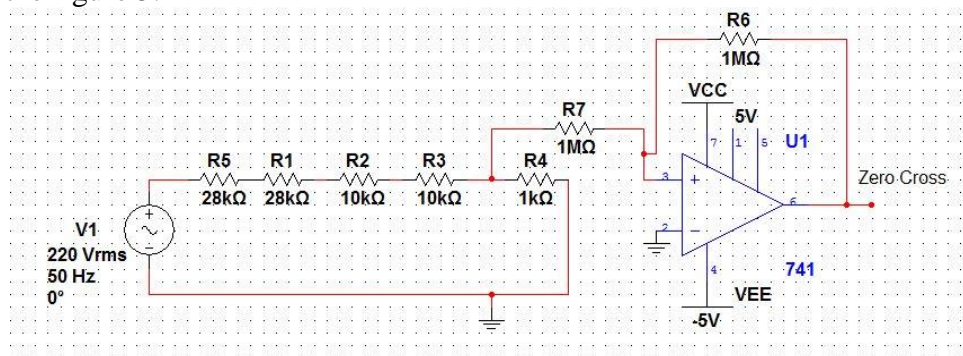 R6
1MΩ
VCC
5V
R7
1MΩ
7
1
5
U1
R5
R1
R2
R3
R4
28kΩ
28kΩ
10kΩ
10kΩ
1kΩ
3
+
Zero Cross
6
2
−
+
~
−
V1
220 Vrms
50 Hz
0°
4
741
VEE
-5V